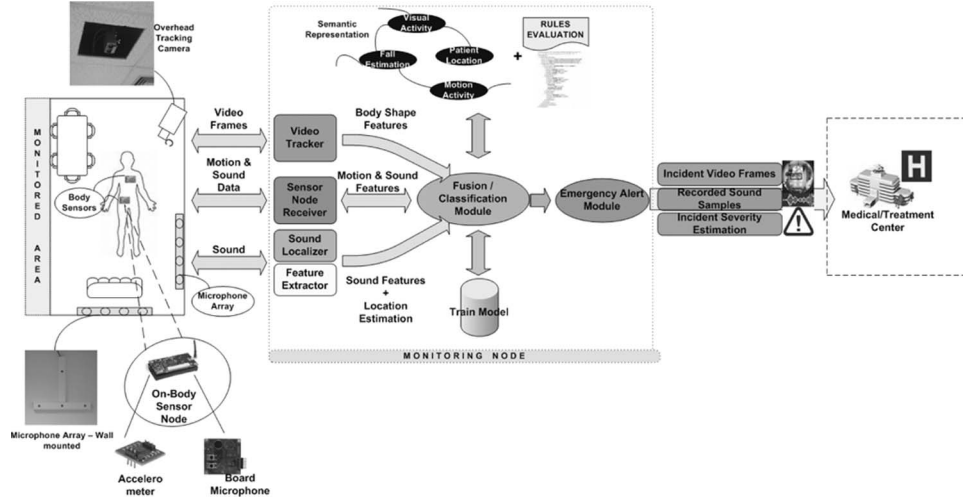 Overhead
Tracking
Camera
MONITORED AREA
Body
Sensors
Microphone
Array
Microphone Array – Wall
mounted
On-Body
Sensor
Node
Accelero
meter
Board
Microphone
Video
Frames
Motion &
Sound
Data
Sound
Semantic
Representation
Visual
Activity
Fall
Estimation
Patient
Location
Motion
Activity
+
RULES
EVALUATION
Video
Tracker
Body Shape
Features
Sensor
Node
Receiver
Motion & Sound
Features
Sound
Localizer
Feature
Extractor
Sound Features
+
Location
Estimation
Fusion /
Classification
Module
Train Model
Emergency Alert
Module
MONITORING NODE
Incident Video Frames
Recorded Sound
Samples
Incident Severity
Estimation
H
Medical/Treatment
Center